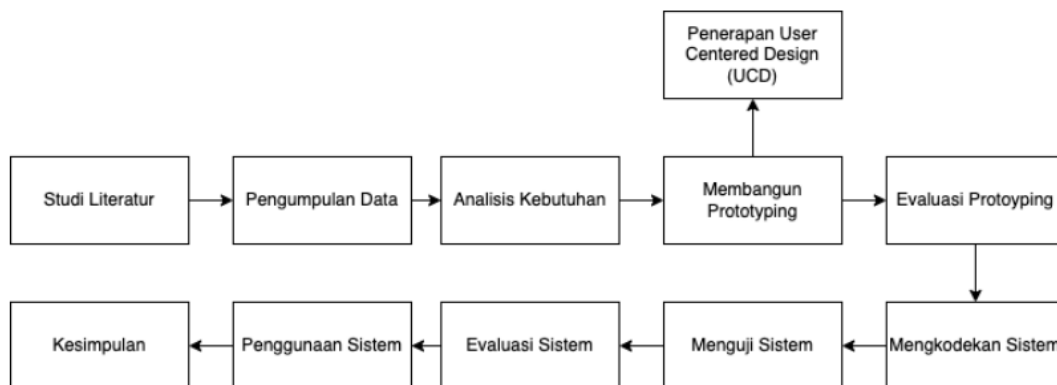 Penerapan User
Centered Design
(UCD)
Studi Literatur
Pengumpulan Data
Analisis Kebutuhan
Membangun
Prototyping
Evaluasi Protoyping
Kesimpulan
Penggunaan Sistem
Evaluasi Sistem
Menguji Sistem
Mengkodekan Sistem